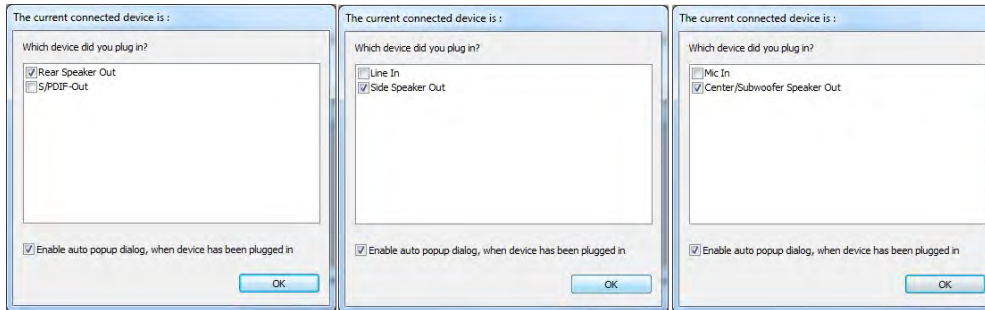 The current connected device is :
Which device did you plug in?
Rear Speaker Out
S/PDIF-Out
Enable auto popup dialog, when device has been plugged in
OK
The current connected device is :
Which device did you plug in?
Line In
Side Speaker Out
Enable auto popup dialog, when device has been plugged in
OK
The current connected device is :
Which device did you plug in?
Mic In
Center/Subwoofer Speaker Out
Enable auto popup dialog, when device has been plugged in
OK